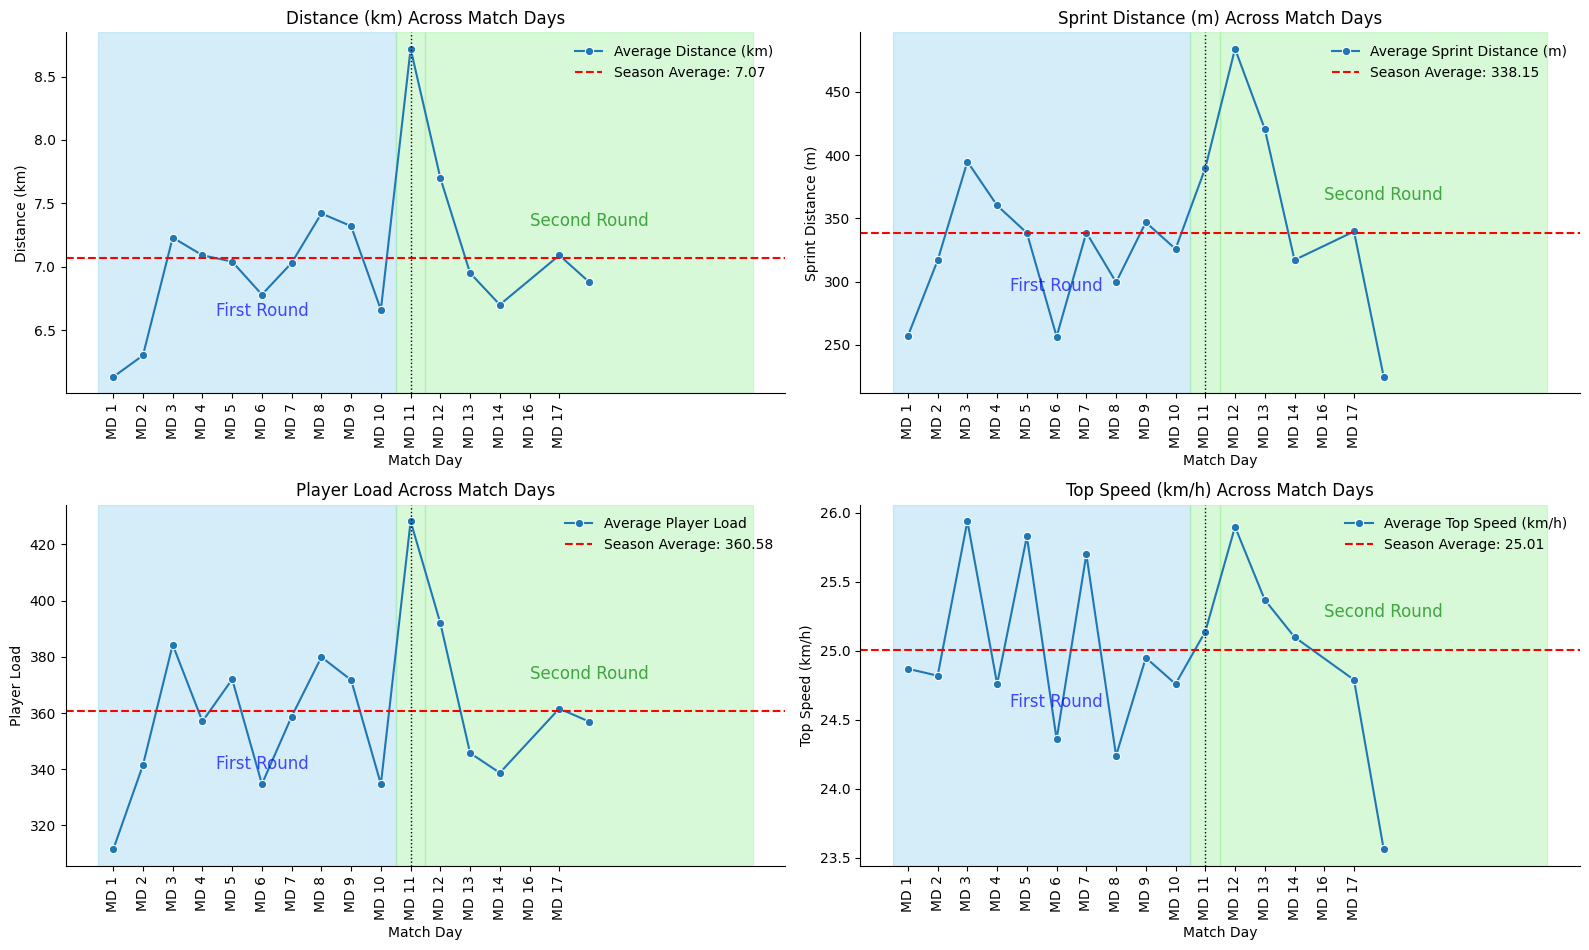 Distance (km) Across Match Days
Average Distance (km)
Season Average: 7.07
Distance (km)
8.5
8.0
7.5
7.0
6.5
Second Round
First Round
MD 1
MD 2
MD 3
MD 4
MD 5
MD 6
MD 7
MD 8
MD 9
MD 10
MD 11
MD 12
MD 13
MD 14
MD 16
MD 17
Match Day
Sprint Distance (m) Across Match Days
Average Sprint Distance (m)
Season Average: 338.15
Sprint Distance (m)
450
400
350
300
250
Second Round
First Round
MD 1
MD 2
MD 3
MD 4
MD 5
MD 6
MD 7
MD 8
MD 9
MD 10
MD 11
MD 12
MD 13
MD 14
MD 16
MD 17
Match Day
Player Load Across Match Days
Average Player Load
Season Average: 360.58
Player Load
420
400
380
360
340
320
Second Round
First Round
MD 1
MD 2
MD 3
MD 4
MD 5
MD 6
MD 7
MD 8
MD 9
MD 10
MD 11
MD 12
MD 13
MD 14
MD 16
MD 17
Match Day
Top Speed (km/h) Across Match Days
Average Top Speed (km/h)
Season Average: 25.01
Top Speed (km/h)
26.0
25.5
25.0
24.5
24.0
23.5
Second Round
First Round
MD 1
MD 2
MD 3
MD 4
MD 5
MD 6
MD 7
MD 8
MD 9
MD 10
MD 11
MD 12
MD 13
MD 14
MD 16
MD 17
Match Day